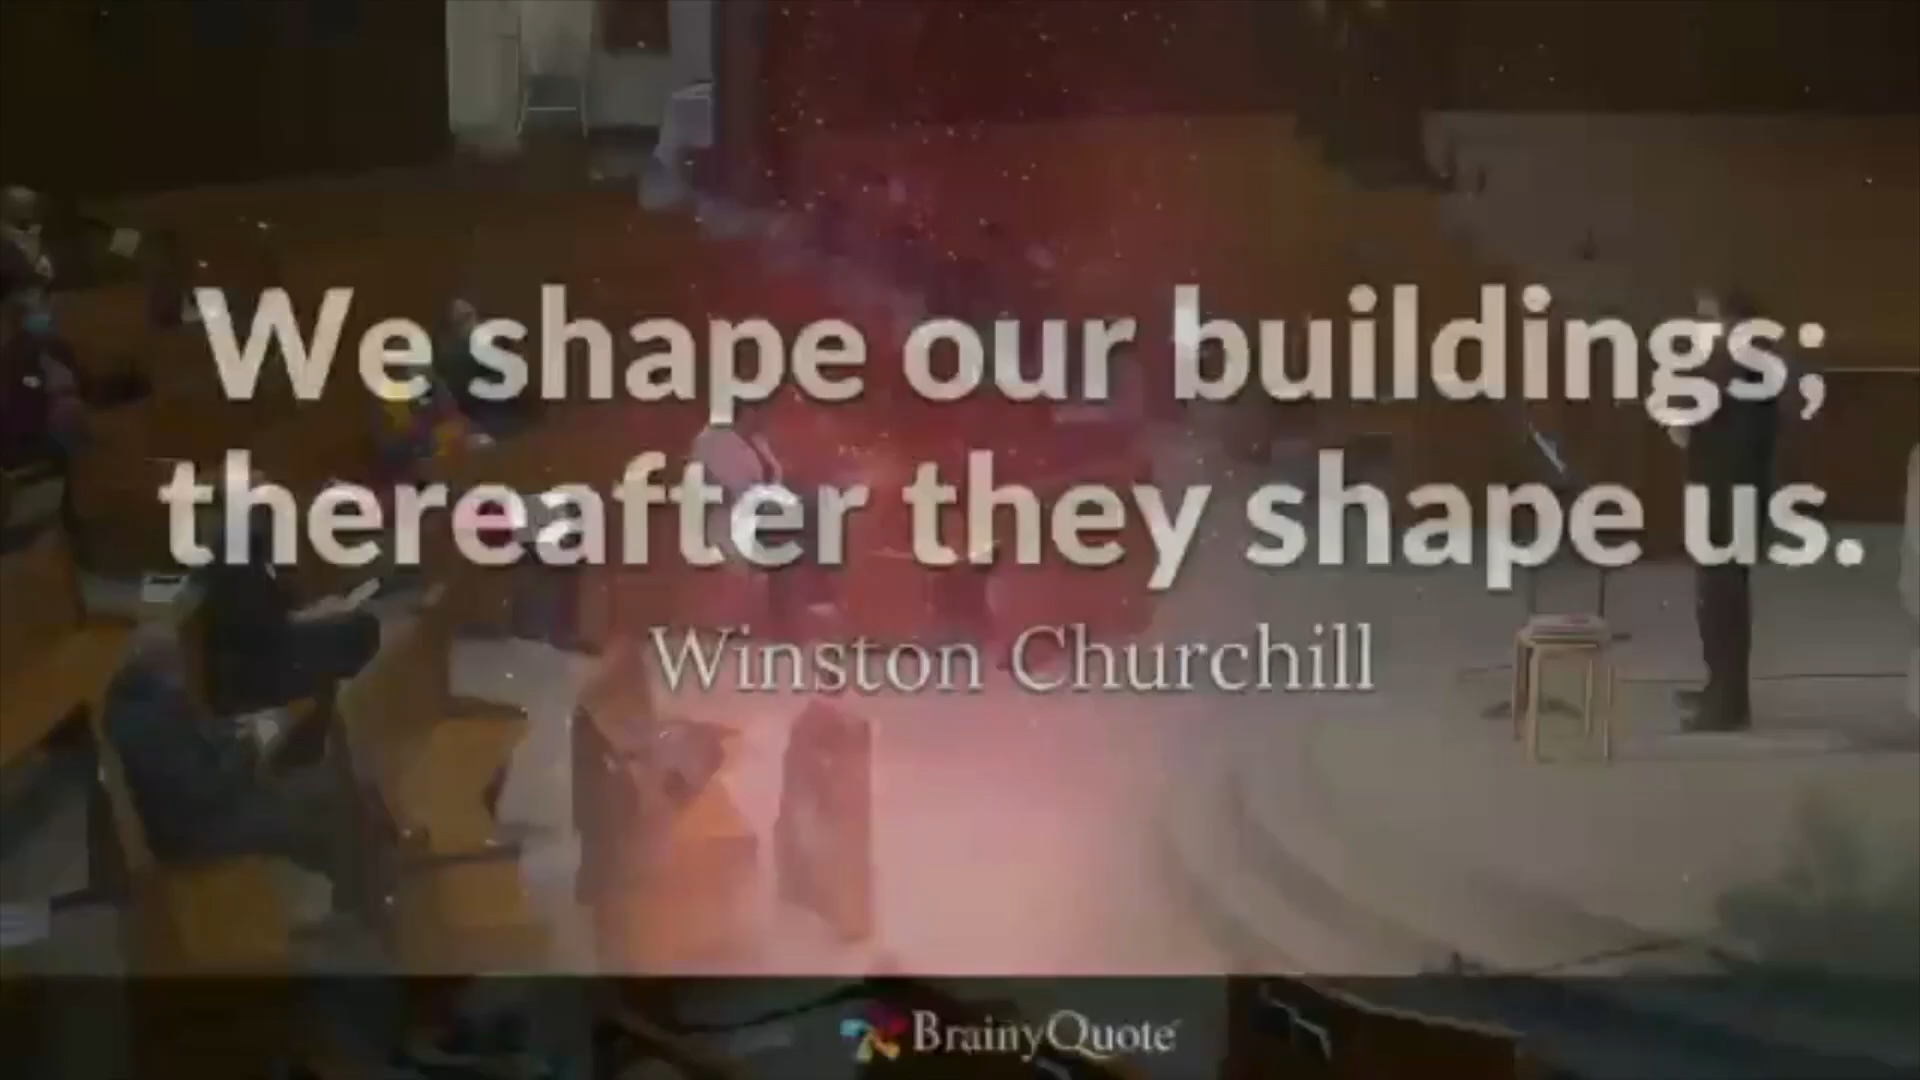 We shape our buildings;
thereafter they shape us.
Winston Churchill
BrainyQuote